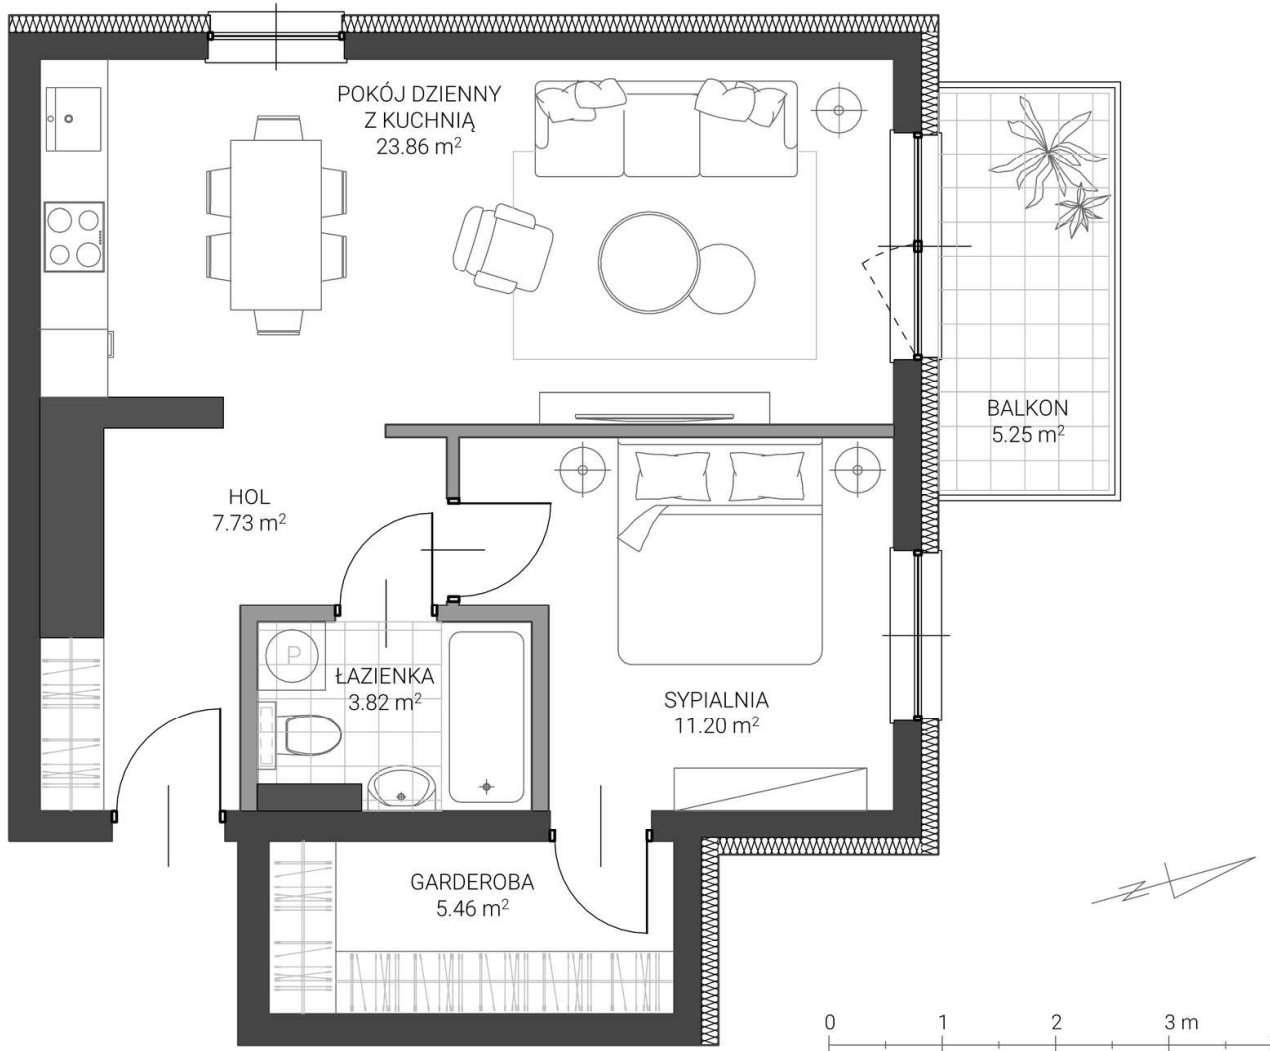 POKÓJ DZIENNY
Z KUCHNIĄ
23.86 m²
BALKON
5.25 m²
HOL
7.73 m²
P
ŁAZIENKA
3.82 m²
SYPIALNIA
11.20 m²
GARDEROBA
5.46 m²
N
0 1 2 3 m